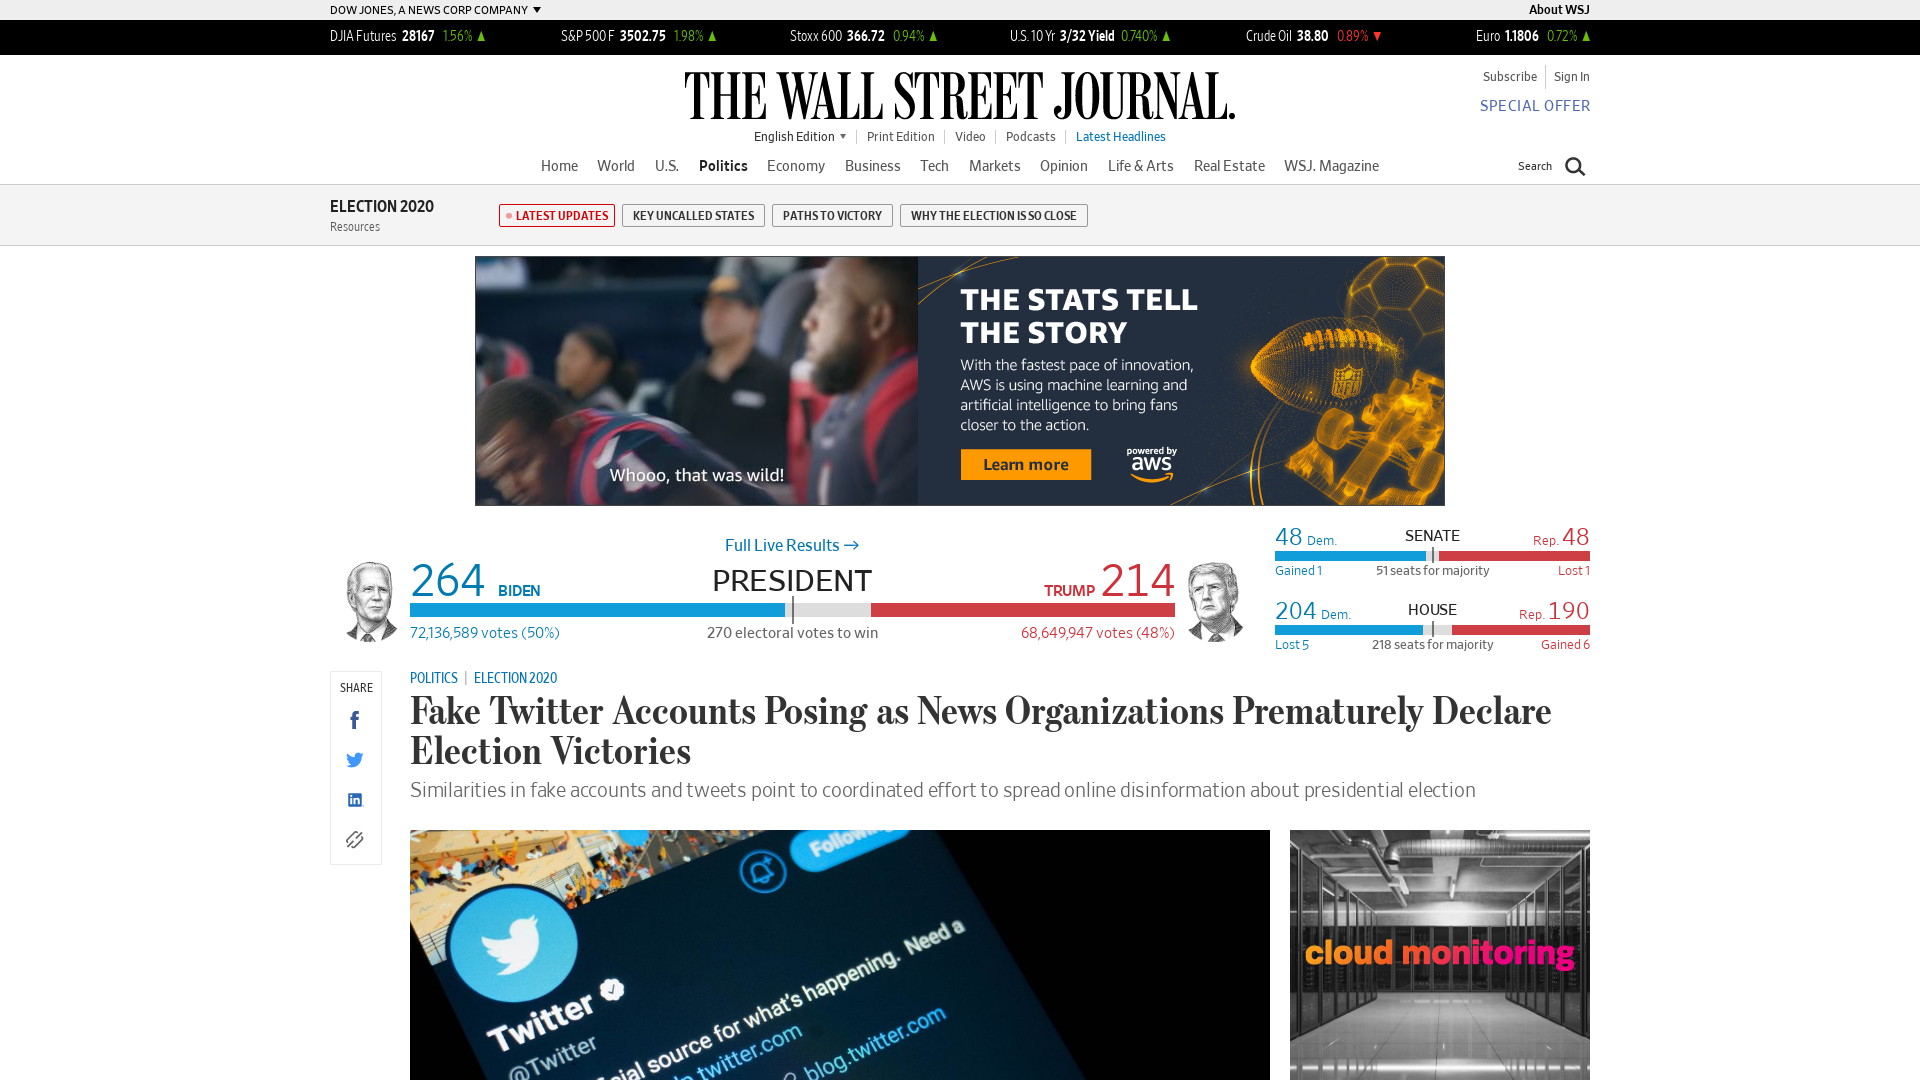 DOW JONES, A NEWS CORP COMPANY
About WSJ
DJIA Futures 28167 1.56%
S&P 500 F 3502.75 1.98%
Stoxx 600 366.72 0.94%
U.S. 10 Yr 3/32 Yield 0.740%
Crude Oil 38.80 0.89%
Euro 1.1806 0.72%
THE WALL STREET JOURNAL.
Subscribe
Sign In
SPECIAL OFFER
English Edition
Print Edition
Video
Podcasts
Latest Headlines
Home
World
U.S.
Politics
Economy
Business
Tech
Markets
Opinion
Life & Arts
Real Estate
WSJ. Magazine
Search
ELECTION 2020
Resources
LATEST UPDATES
KEY UNCALLED STATES
PATHS TO VICTORY
WHY THE ELECTION IS SO CLOSE
Whooo, that was wild!
THE STATS TELL
THE STORY
With the fastest pace of innovation,
AWS is using machine learning and
artificial intelligence to bring fans
closer to the action.
Learn more
powered by
aws
NFL
Full Live Results →
264 BIDEN
PRESIDENT
TRUMP 214
72,136,589 votes (50%)
270 electoral votes to win
68,649,947 votes (48%)
48 Dem.
SENATE
Rep. 48
Gained 1
51 seats for majority
Lost 1
204 Dem.
HOUSE
Rep. 190
Lost 5
218 seats for majority
Gained 6
SHARE
POLITICS | ELECTION 2020
Fake Twitter Accounts Posing as News Organizations Prematurely Declare
Election Victories
Similarities in fake accounts and tweets point to coordinated effort to spread online disinformation about presidential election
Following
Twitter
@Twitter
source for what's happening. Need a
twitter.com
blog.twitter.com
cloud monitoring